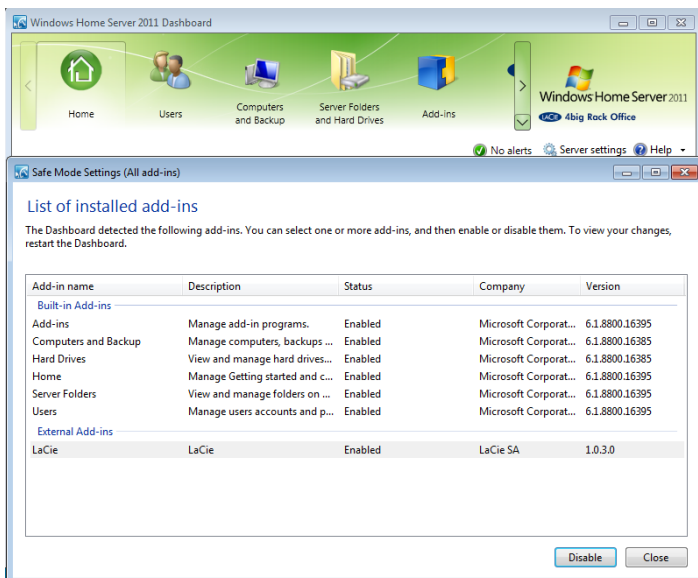 Windows Home Server 2011 Dashboard
Home
Users
Computers
and Backup
Server Folders
and Hard Drives
Add-ins
Windows Home Server 2011
LACIE 4big Rack Office
No alerts Server settings Help
Safe Mode Settings (All add-ins)
List of installed add-ins
The Dashboard detected the following add-ins. You can select one or more add-ins, and then enable or disable them. To view your changes,
restart the Dashboard.
Add-in name Description Status Company Version
Built-in Add-ins
Add-ins Manage add-in programs. Enabled Microsoft Corporat... 6.1.8800.16395
Computers and Backup Manage computers, backups ... Enabled Microsoft Corporat... 6.1.8800.16385
Hard Drives View and manage hard drives... Enabled Microsoft Corporat... 6.1.8800.16385
Home Manage Getting started and c... Enabled Microsoft Corporat... 6.1.8800.16395
Server Folders View and manage folders on ... Enabled Microsoft Corporat... 6.1.8800.16395
Users Manage users accounts and p... Enabled Microsoft Corporat... 6.1.8800.16395
External Add-ins
LaCie LaCie Enabled LaCie SA 1.0.3.0
Disable Close